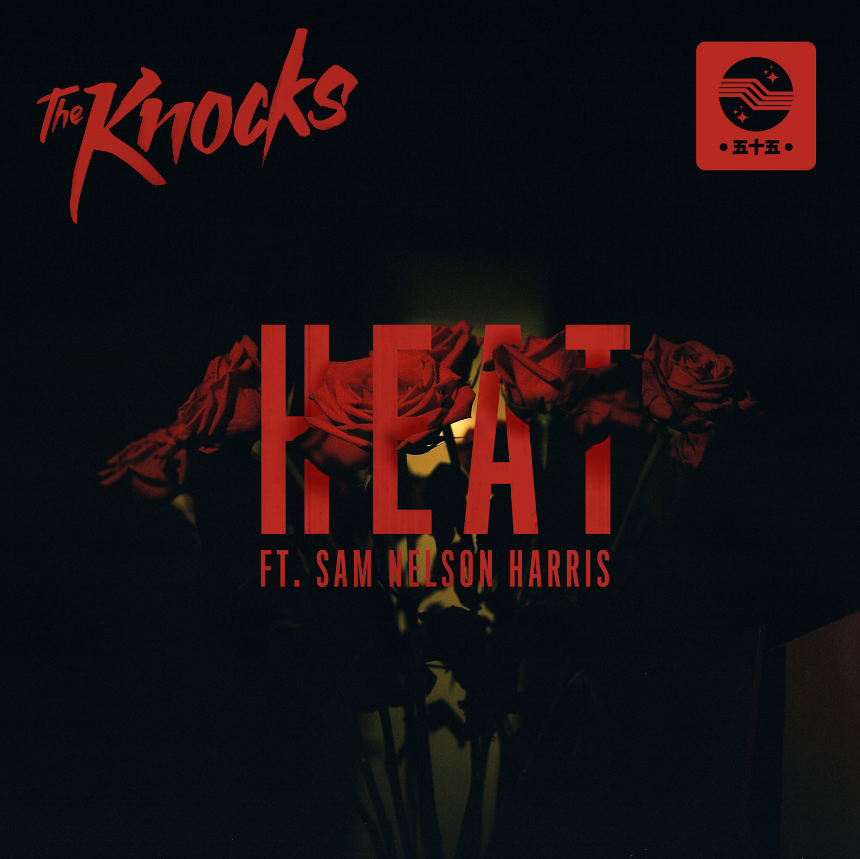 The Knocks
• 五十五 •
HEAT
FT. SAM NELSON HARRIS